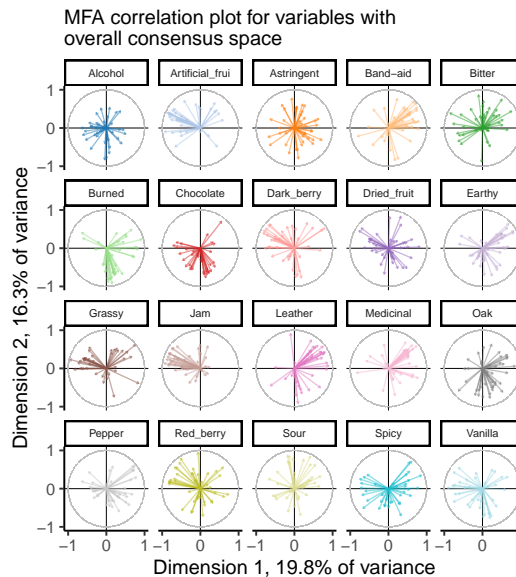 MFA correlation plot for variables with
overall consensus space
Alcohol Artificial_frui Astringent Band−aid Bitter
1
0
−1
Burned Chocolate Dark_berry Dried_fruit Earthy
1
0
−1
Grassy Jam Leather Medicinal Oak
1
0
−1
Pepper Red_berry Sour Spicy Vanilla
1
0
−1
−1 0 1 −1 0 1 −1 0 1 −1 0 1 −1 0 1
Dimension 2, 16.3% of variance
Dimension 1, 19.8% of variance